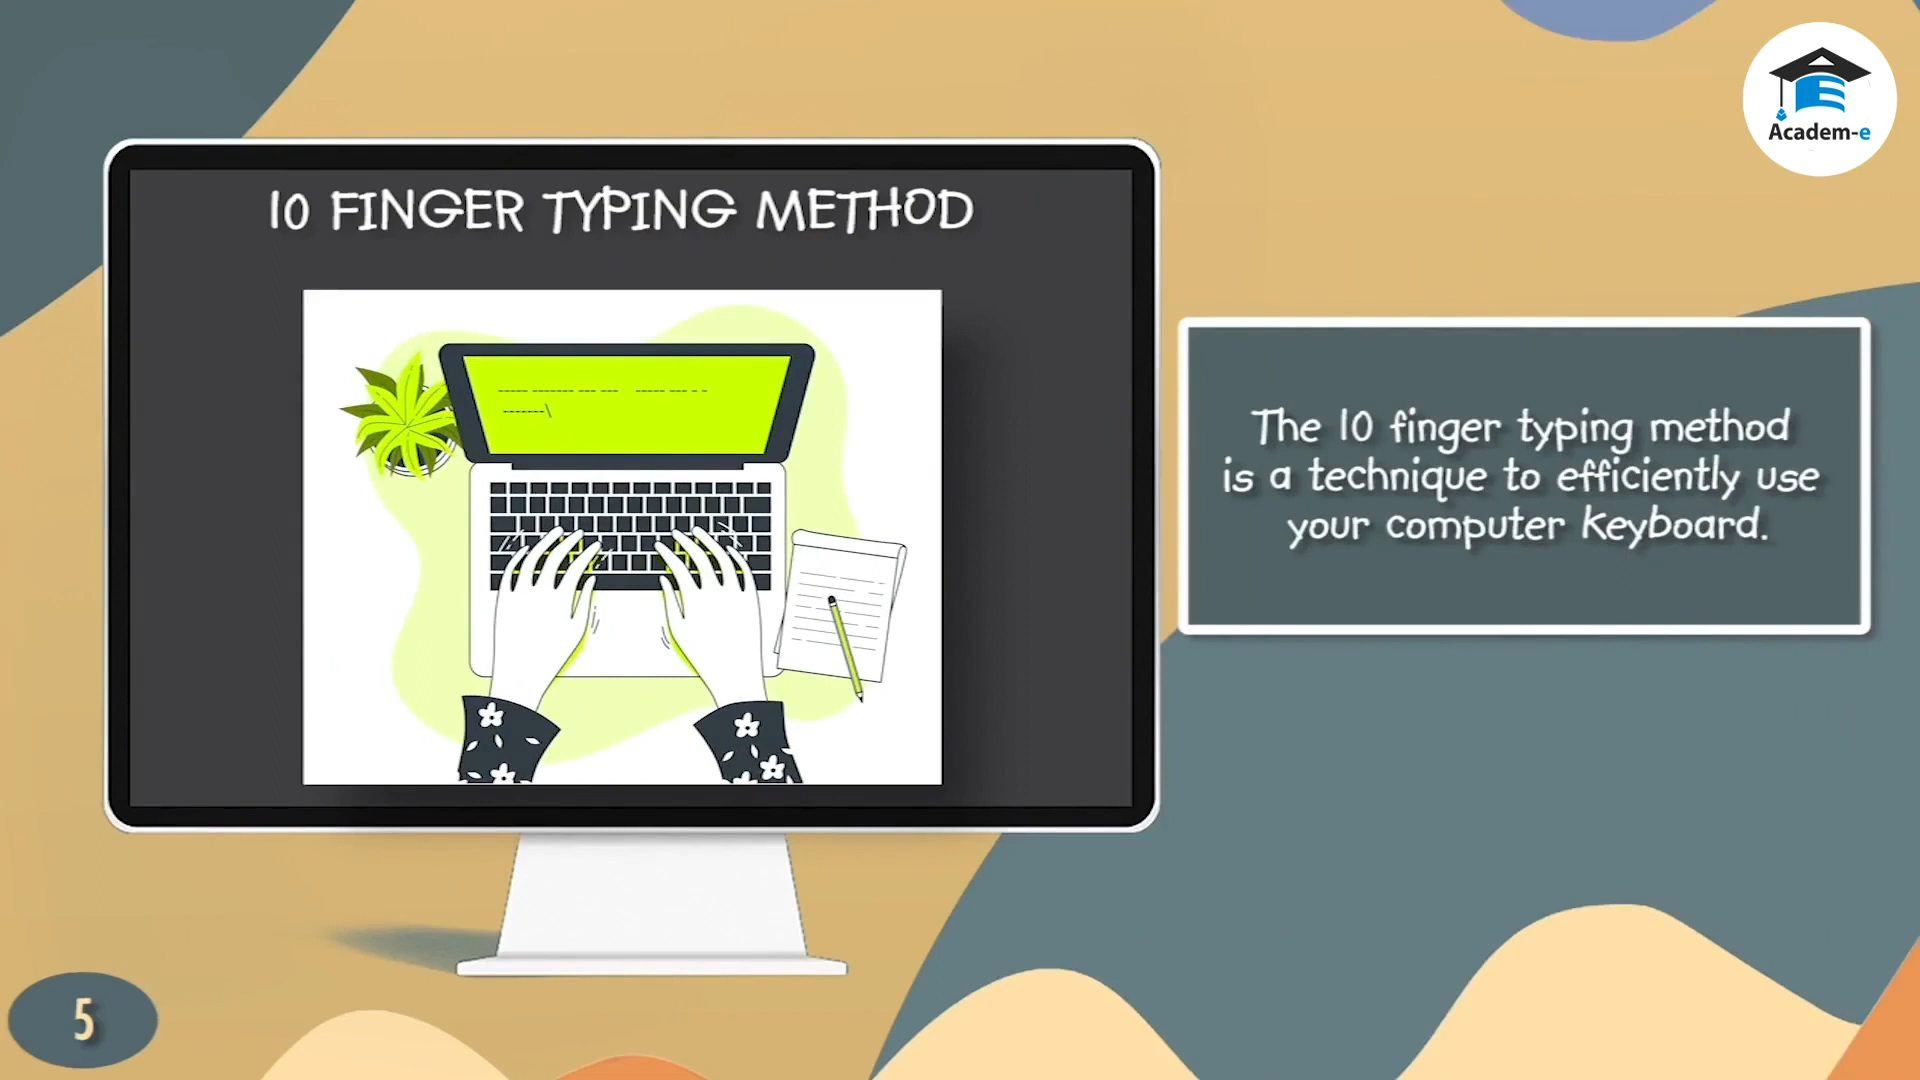 Academ-e
10 FINGER TYPING METHOD
The 10 finger typing method
is a technique to efficiently use
your computer keyboard.
5